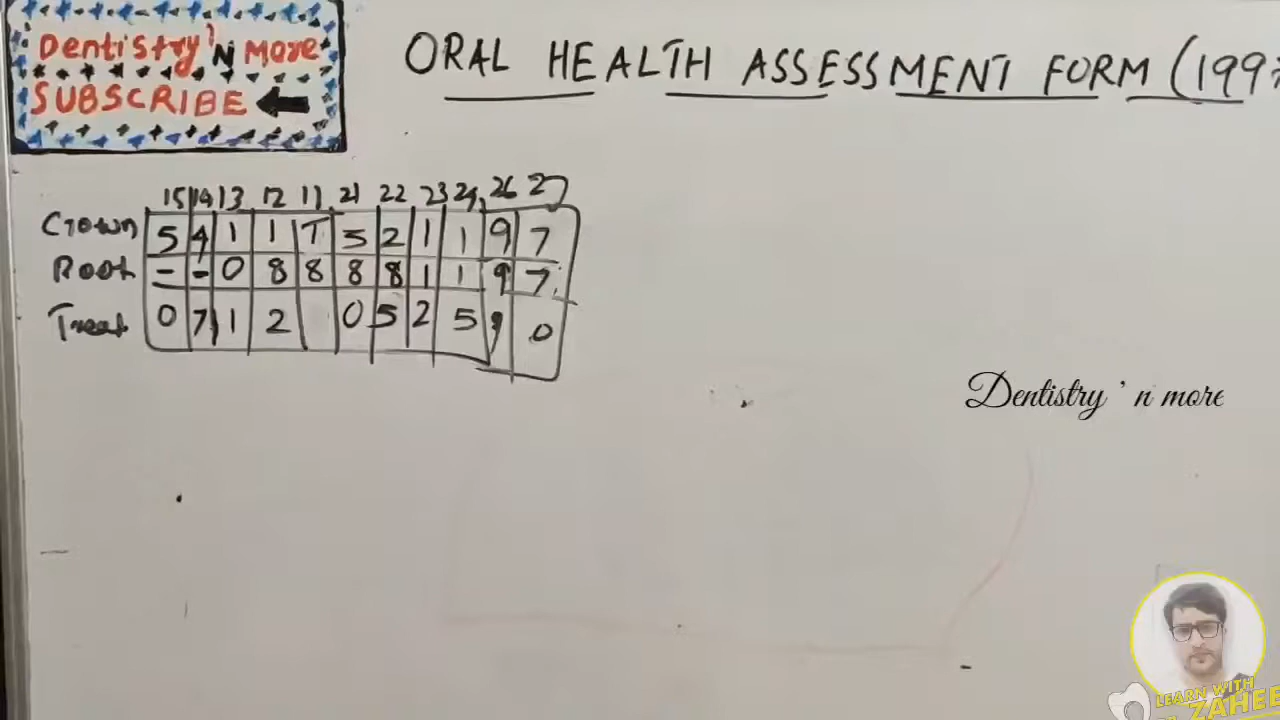 Dentistry 'N More
SUBSCRIBE
ORAL HEALTH ASSESSMENT FORM (1997
15 14 13 12 11 21 22 23 24 26 27
Crown 5 4 1 1 T 5 2 1 1 9 7
Root - - 0 8 8 8 8 1 1 9 7
Treat 0 7 1 2 0 5 2 5 9 0
Dentistry ' n more
LEARN WITH
ZAHEE